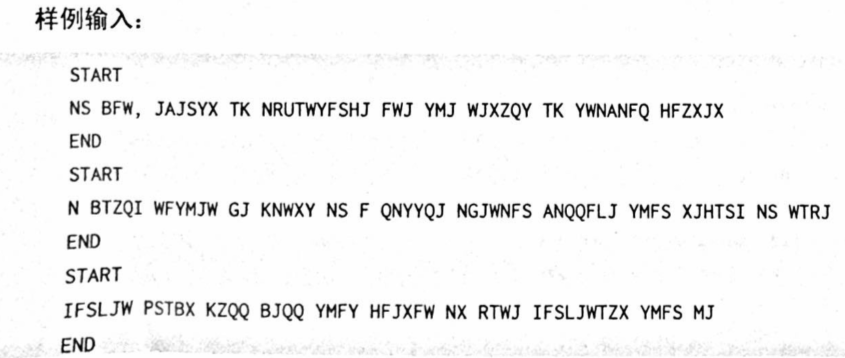 样例输入：
START
NS BFW, JAJSYX TK NRUTWYFSHJ FWJ YMJ WJXZQY TK YWNANFQ HFZXJX
END
START
N BTZQI WFYMJW GJ KNWXY NS F QNYYQJ NGJWNFS ANQQFLJ YMFS XJHTSI NS WTRJ
END
START
IFSLJW PSTBX KZQQ BJQQ YMFY HFJXFW NX RTWJ IFSLJWTZX YMFS MJ
END